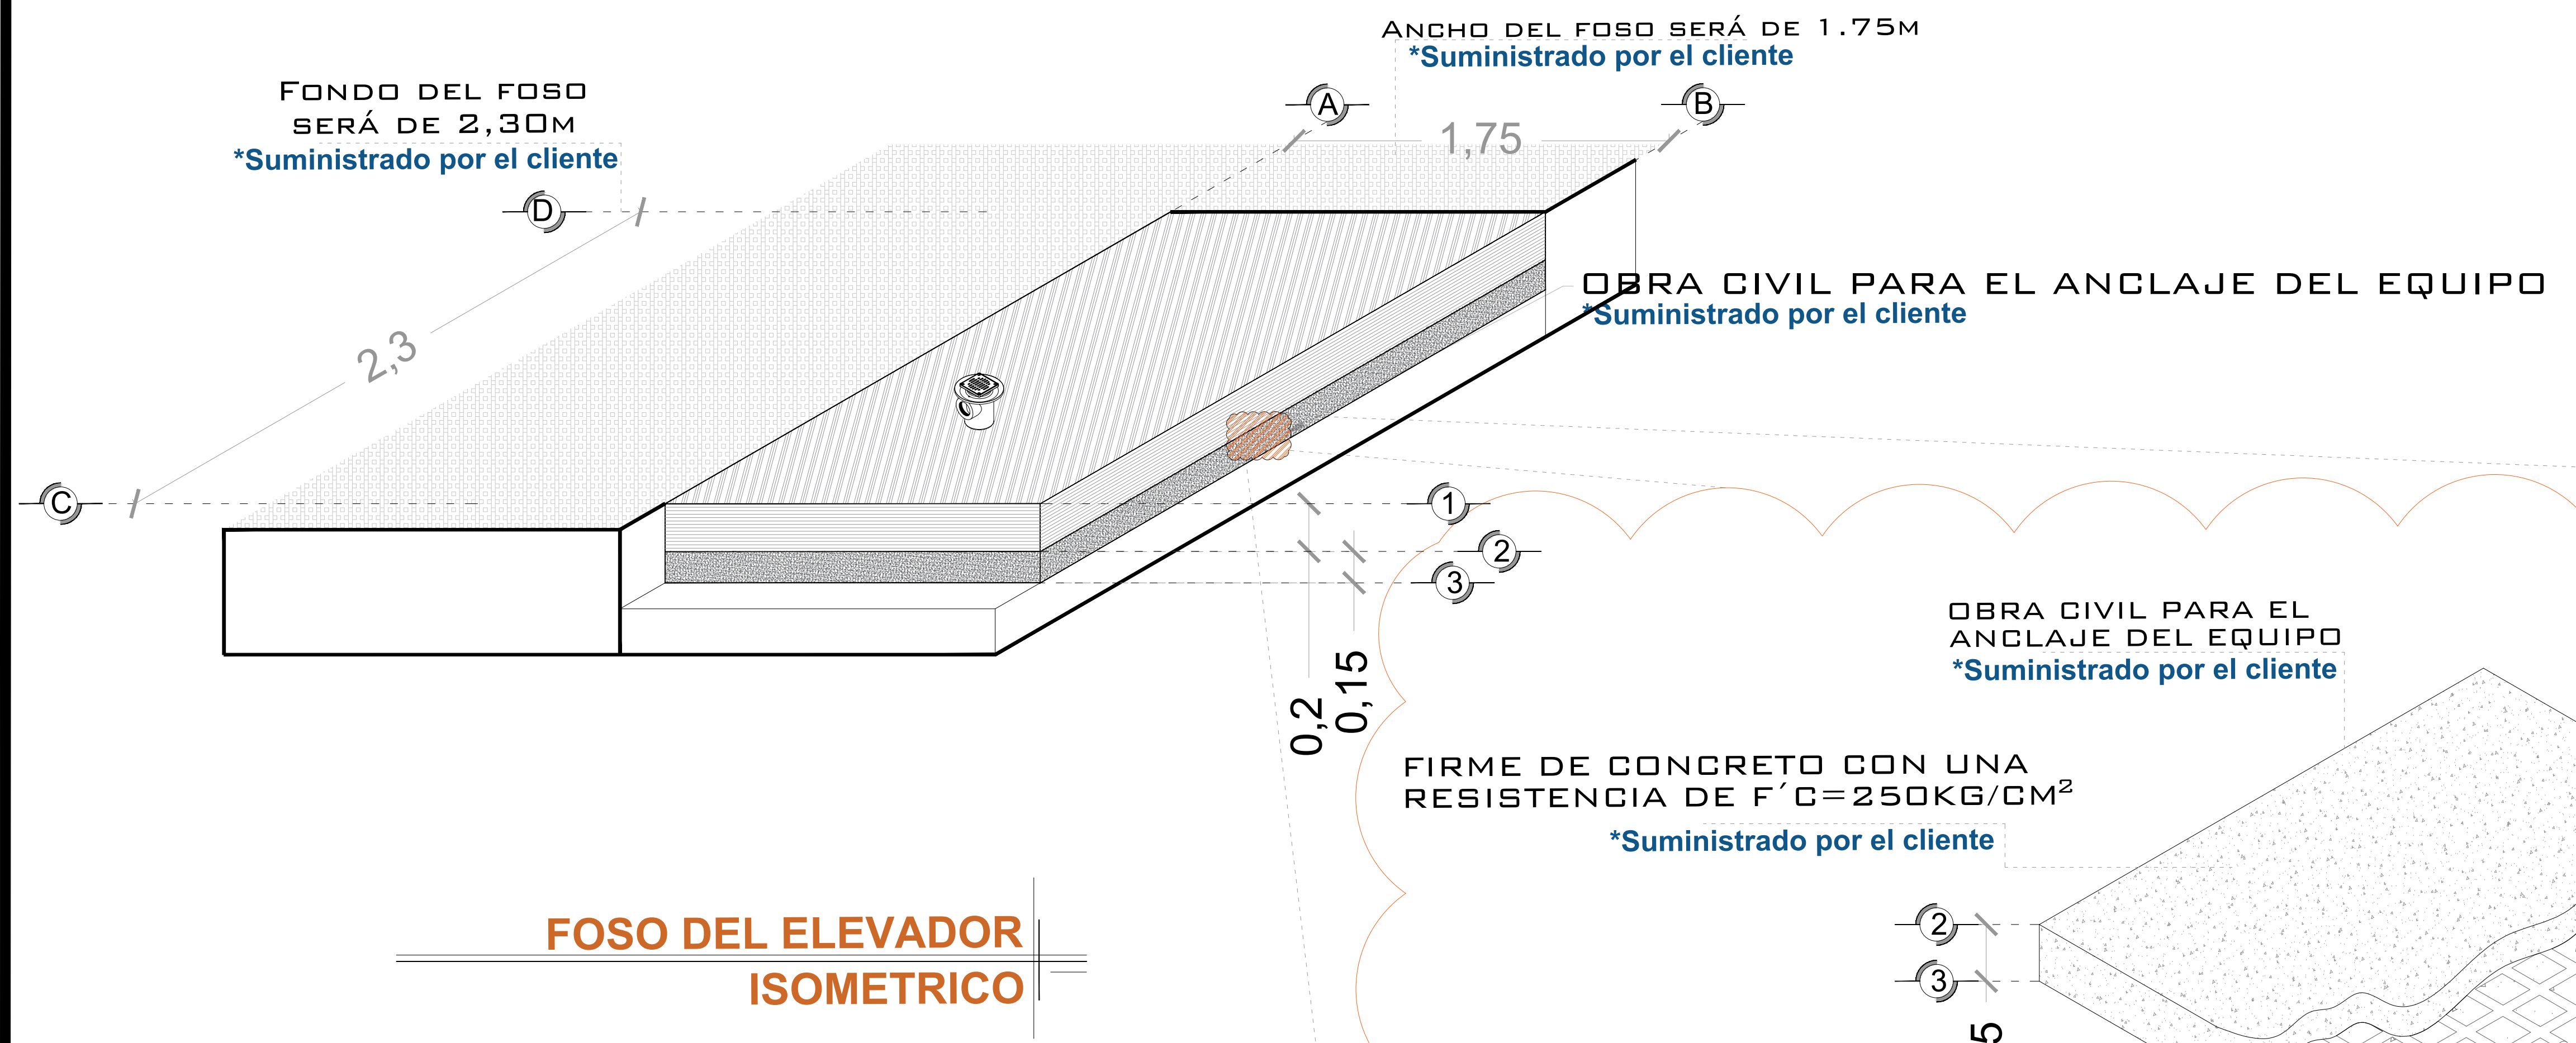 Ancho del foso será de 1.75m
*Suministrado por el cliente
Fondo del foso
será de 2,30m
*Suministrado por el cliente
A
B
1,75
D
2,3
C
Obra civil para el anclaje del equipo
*Suministrado por el cliente
1
2
3
0,2
0,15
Obra civil para el
anclaje del equipo
*Suministrado por el cliente
FIRME DE CONCRETO CON UNA
RESISTENCIA DE F´C=250KG/CM²
*Suministrado por el cliente
2
3
5
FOSO DEL ELEVADOR
ISOMETRICO